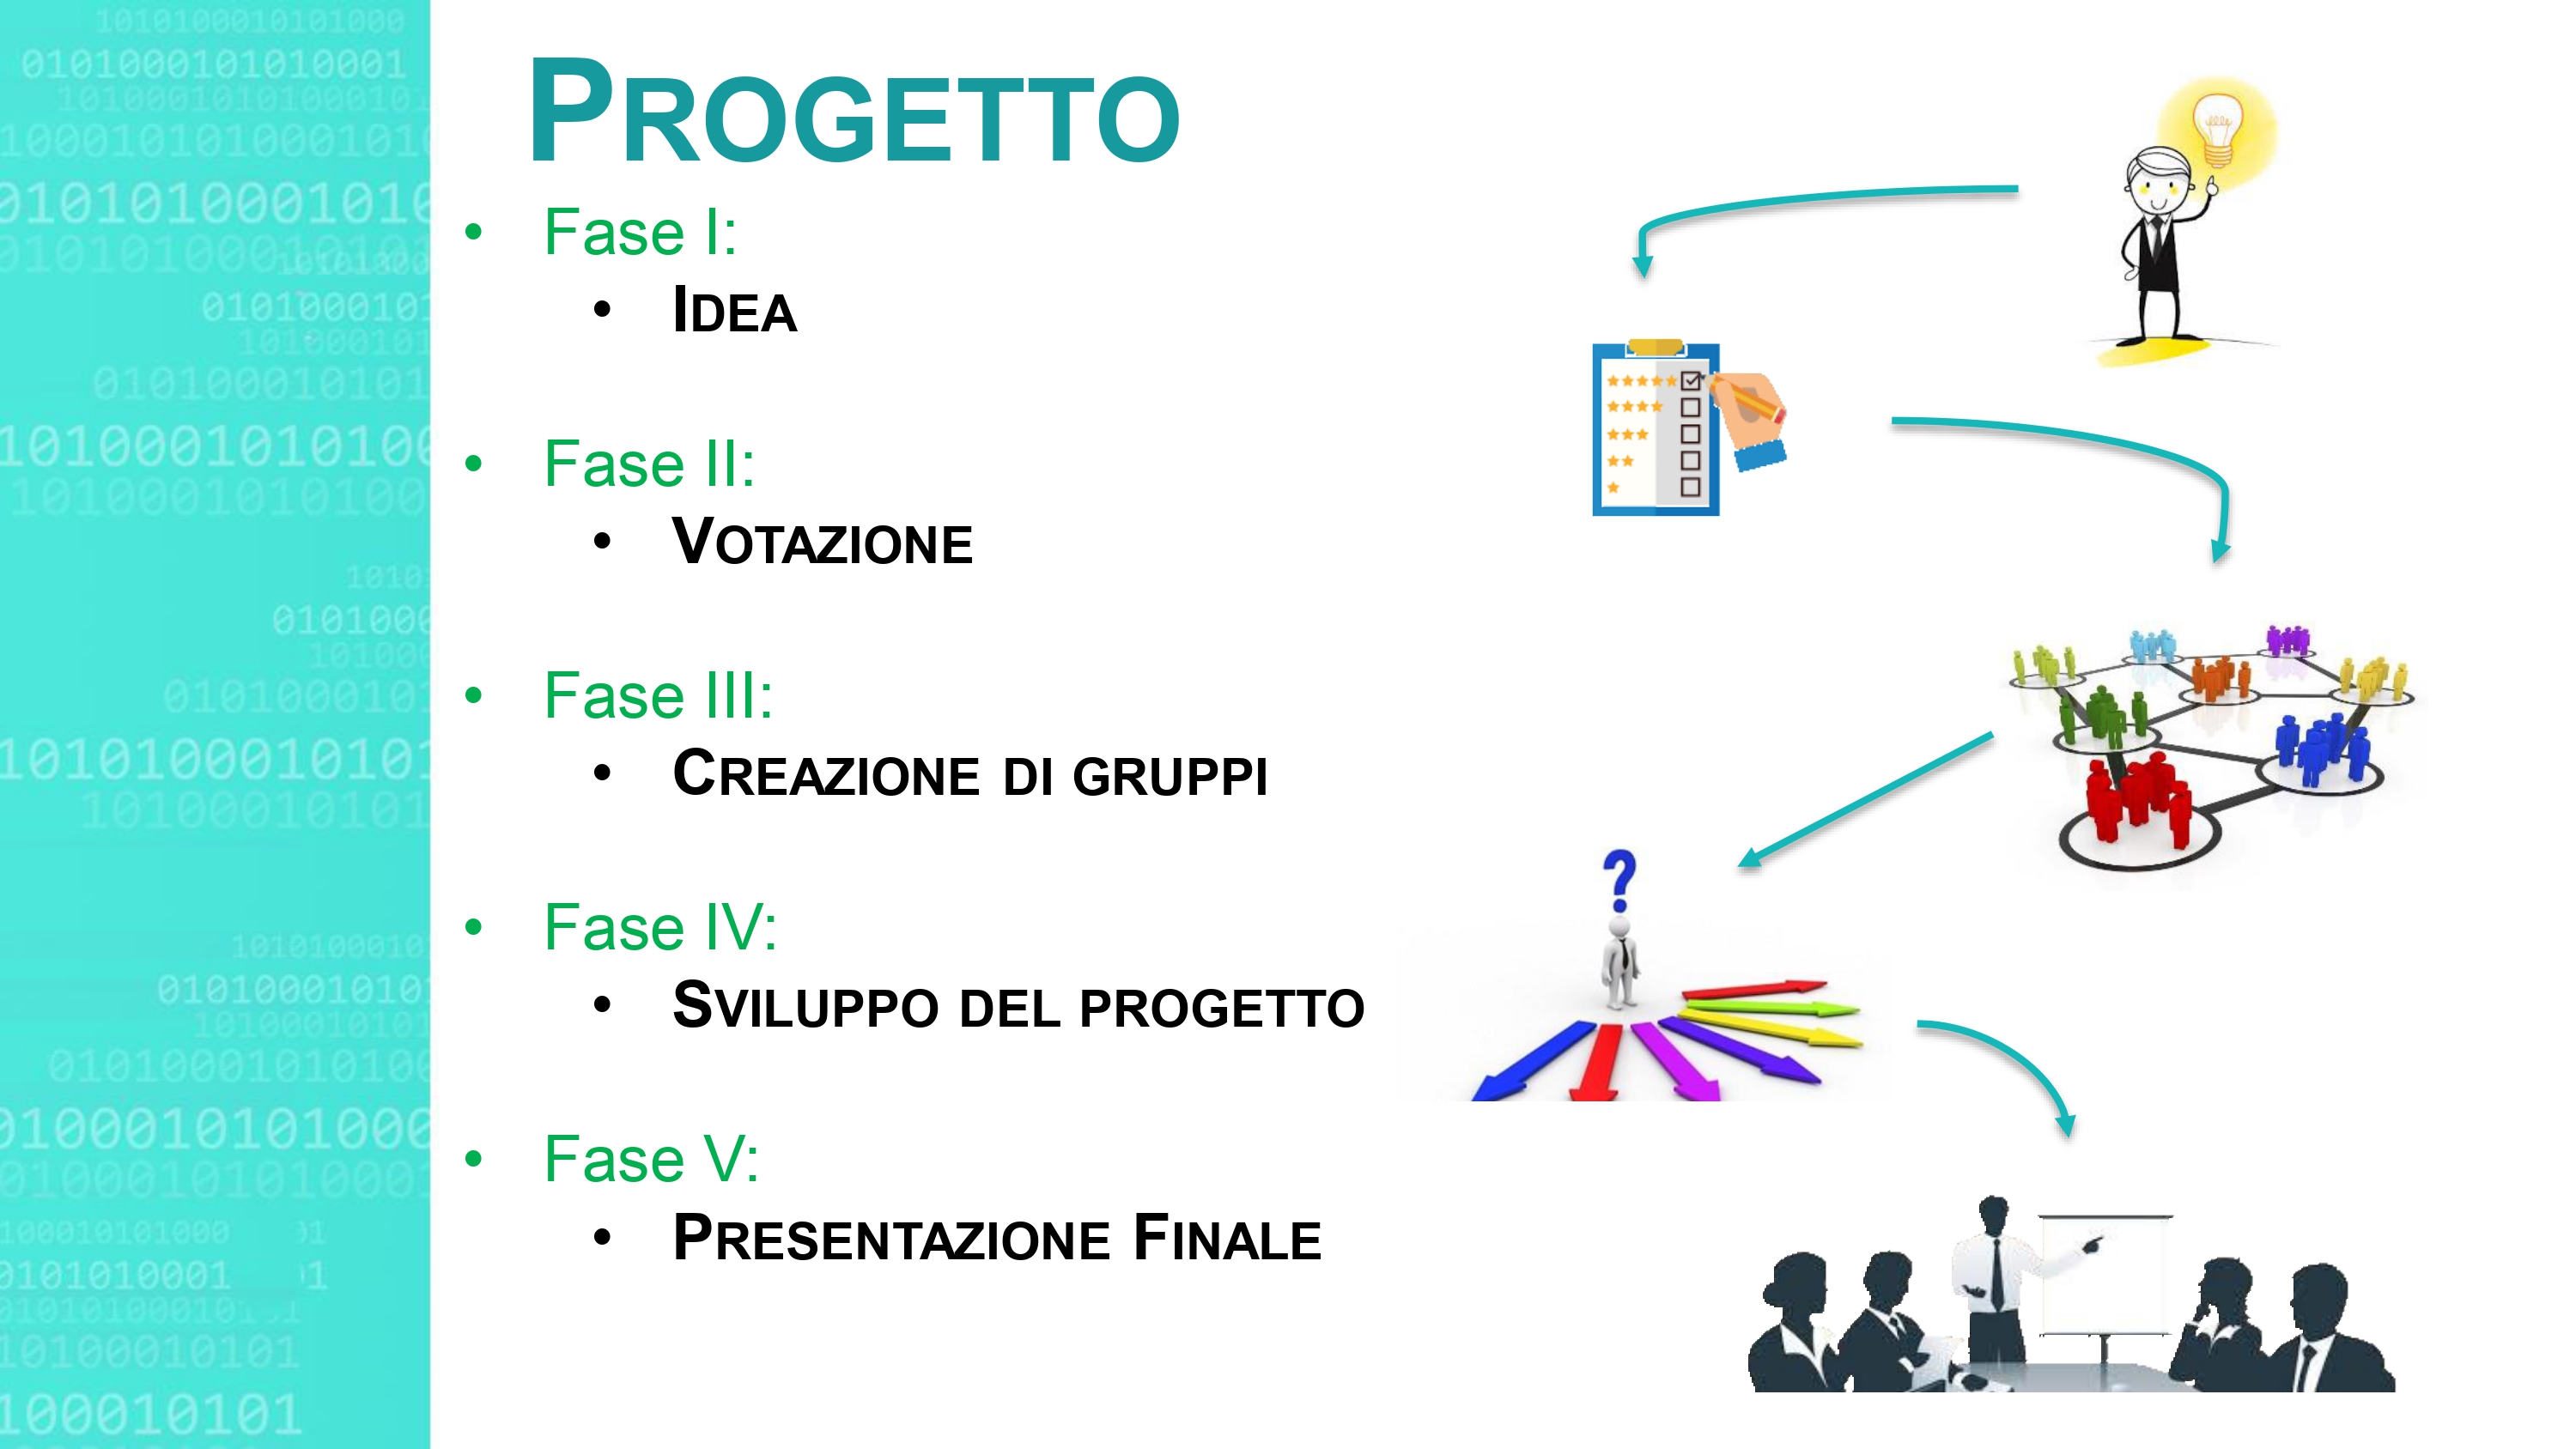 PROGETTO
• Fase I:
• IDEA
• Fase II:
• VOTAZIONE
• Fase III:
• CREAZIONE DI GRUPPI
• Fase IV:
• SVILUPPO DEL PROGETTO
• Fase V:
• PRESENTAZIONE FINALE
?